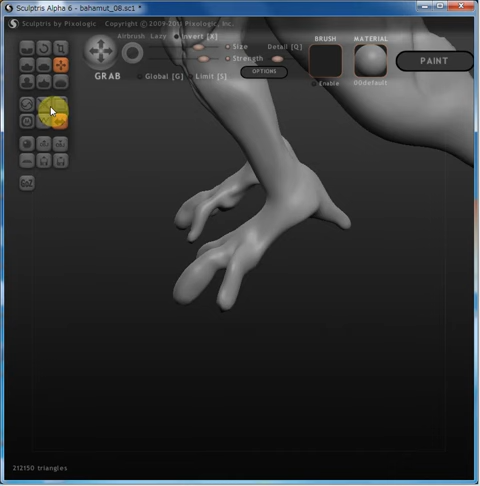 Sculptris Alpha 6 - bahamut_08.sc1 *
Sculptris by Pixologic Copyright © 2009-2011 Pixologic, Inc.
Airbrush Lazy Invert [X]
Size Detail [Q] BRUSH MATERIAL
Strength
GRAB Global [G] Limit [S] OPTIONS
PAINT
Enable 00default
212150 triangles